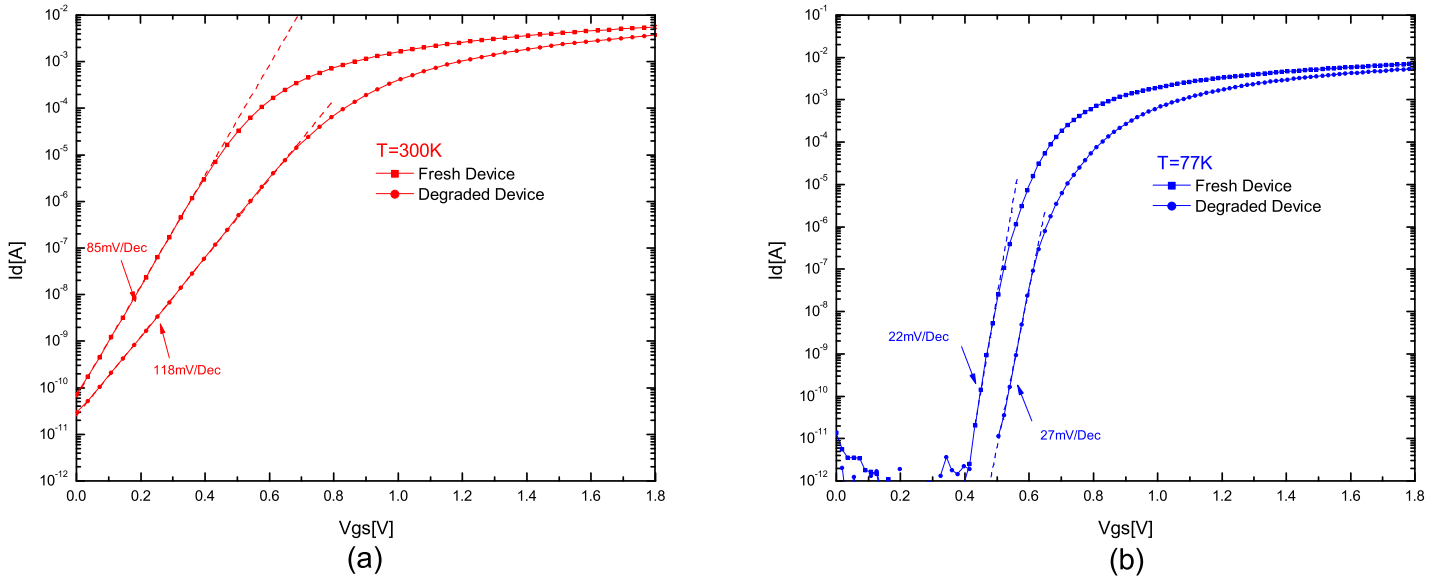 10⁻²
10⁻³
10⁻⁴
10⁻⁵
10⁻⁶
10⁻⁷
10⁻⁸
10⁻⁹
10⁻¹⁰
10⁻¹¹
10⁻¹²
Id[A]
T=300K
Fresh Device
Degraded Device
85mV/Dec
118mV/Dec
0.0 0.2 0.4 0.6 0.8 1.0 1.2 1.4 1.6 1.8
Vgs[V]
(a)
10⁻¹
10⁻²
10⁻³
10⁻⁴
10⁻⁵
10⁻⁶
10⁻⁷
10⁻⁸
10⁻⁹
10⁻¹⁰
10⁻¹¹
10⁻¹²
Id[A]
T=77K
Fresh Device
Degraded Device
22mV/Dec
27mV/Dec
0.0 0.2 0.4 0.6 0.8 1.0 1.2 1.4 1.6 1.8
Vgs[V]
(b)